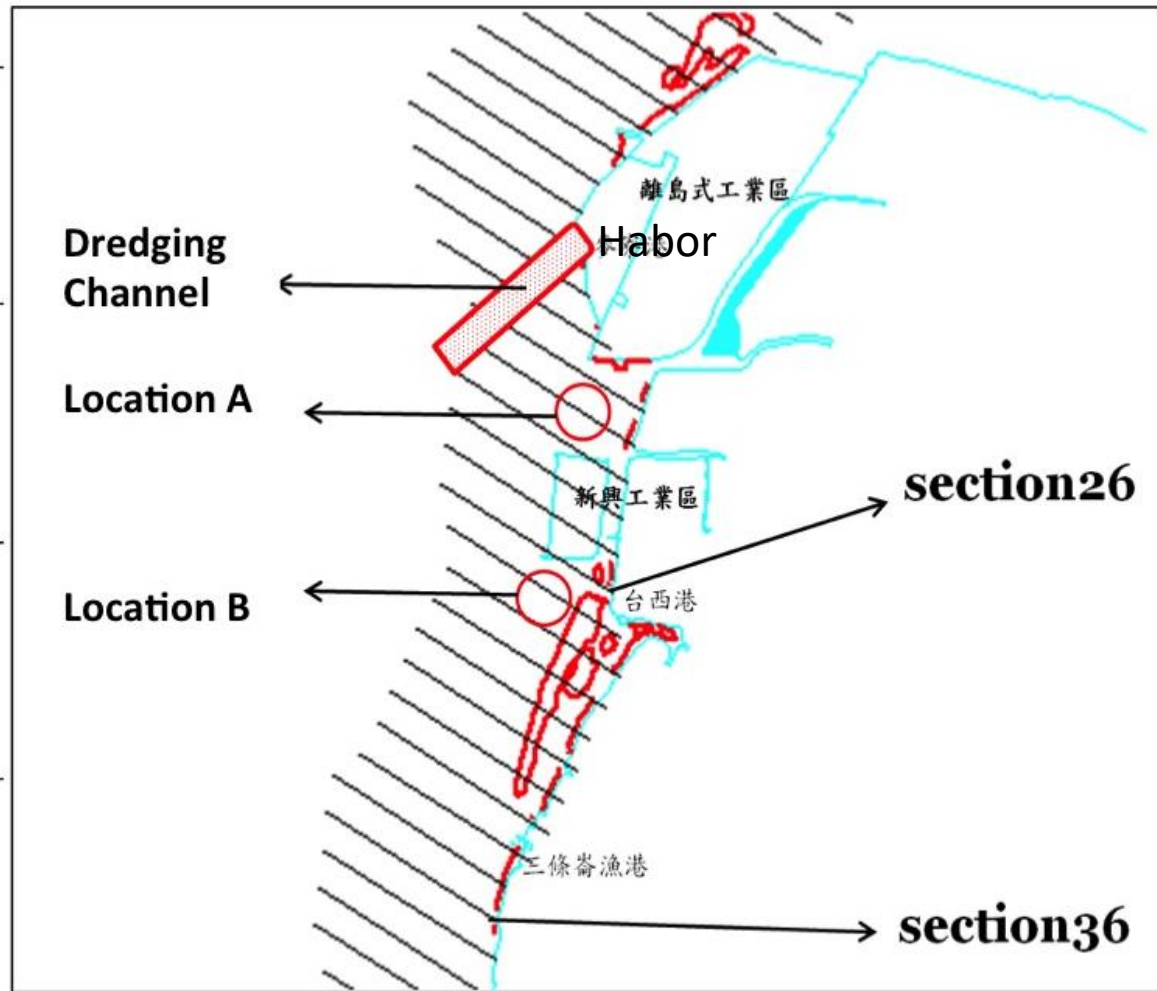 離島式工業區
Habor
Dredging
Channel
Location A
section26
新興工業區
台西港
Location B
三條崙漁港
section36